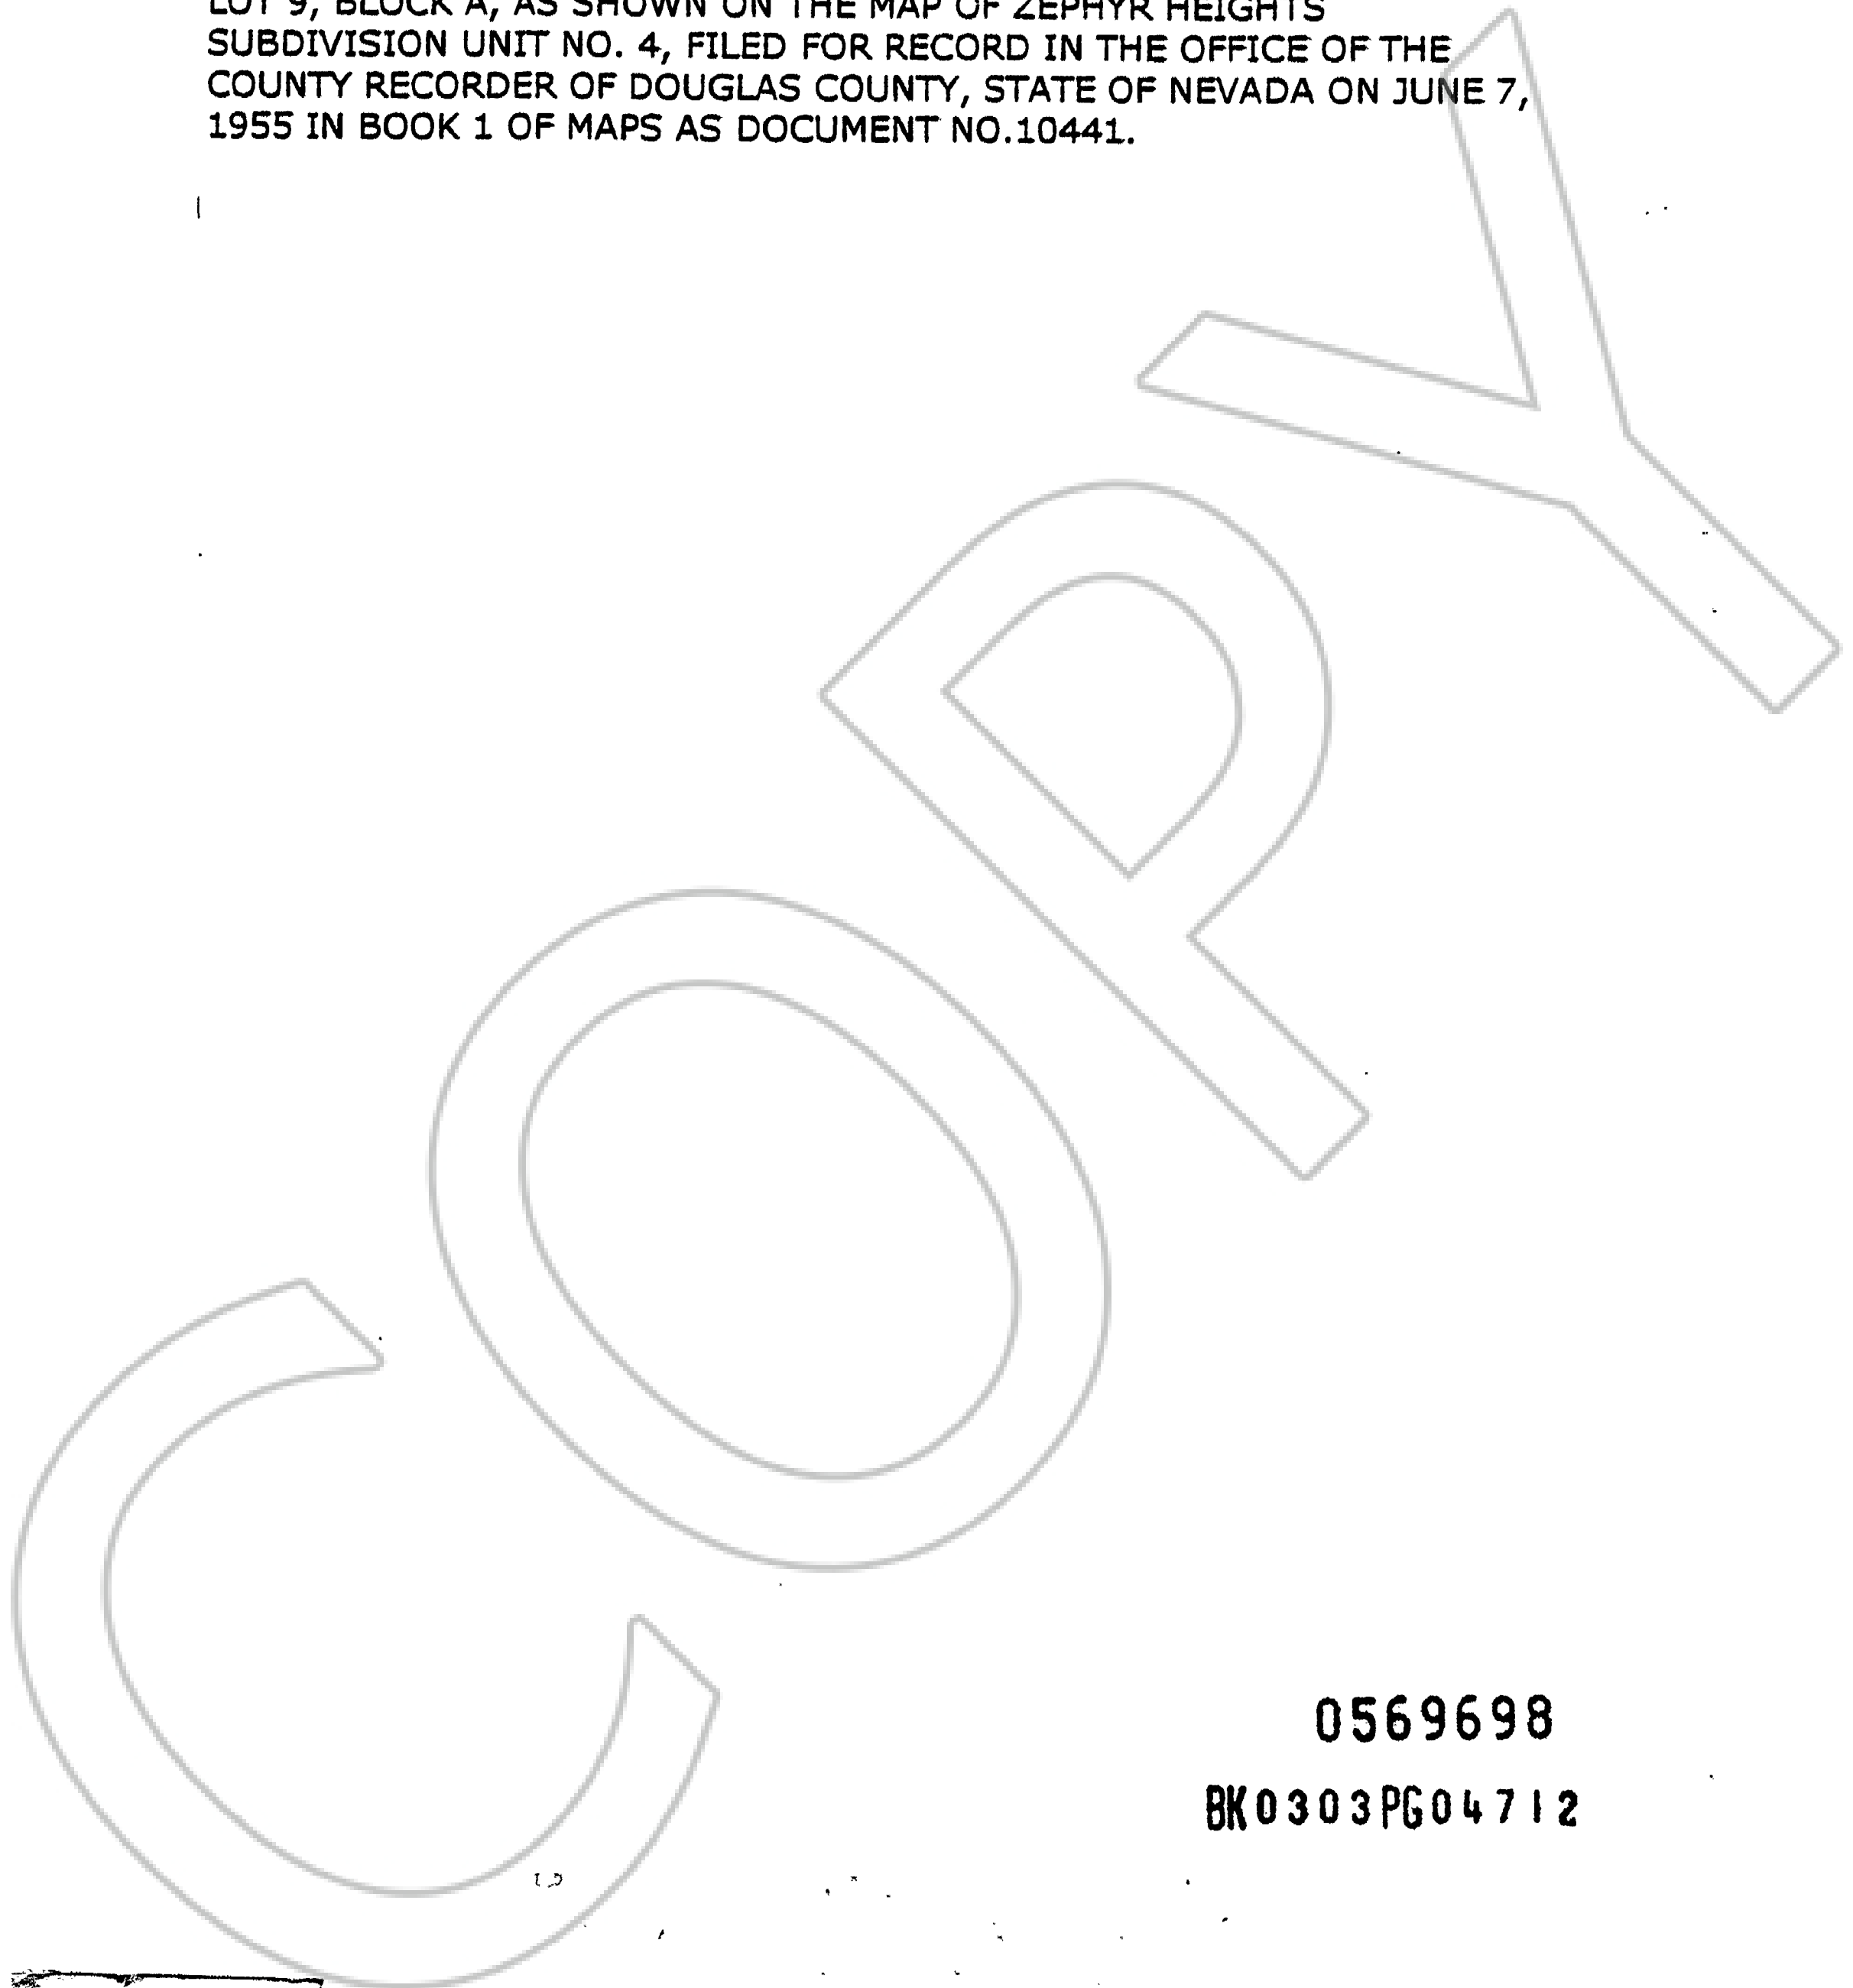 LOT 9, BLOCK A, AS SHOWN ON THE MAP OF ZEPHYR HEIGHTS
SUBDIVISION UNIT NO. 4, FILED FOR RECORD IN THE OFFICE OF THE
COUNTY RECORDER OF DOUGLAS COUNTY, STATE OF NEVADA ON JUNE 7,
1955 IN BOOK 1 OF MAPS AS DOCUMENT NO.10441.
COPY
0569698
BK0303PG04712